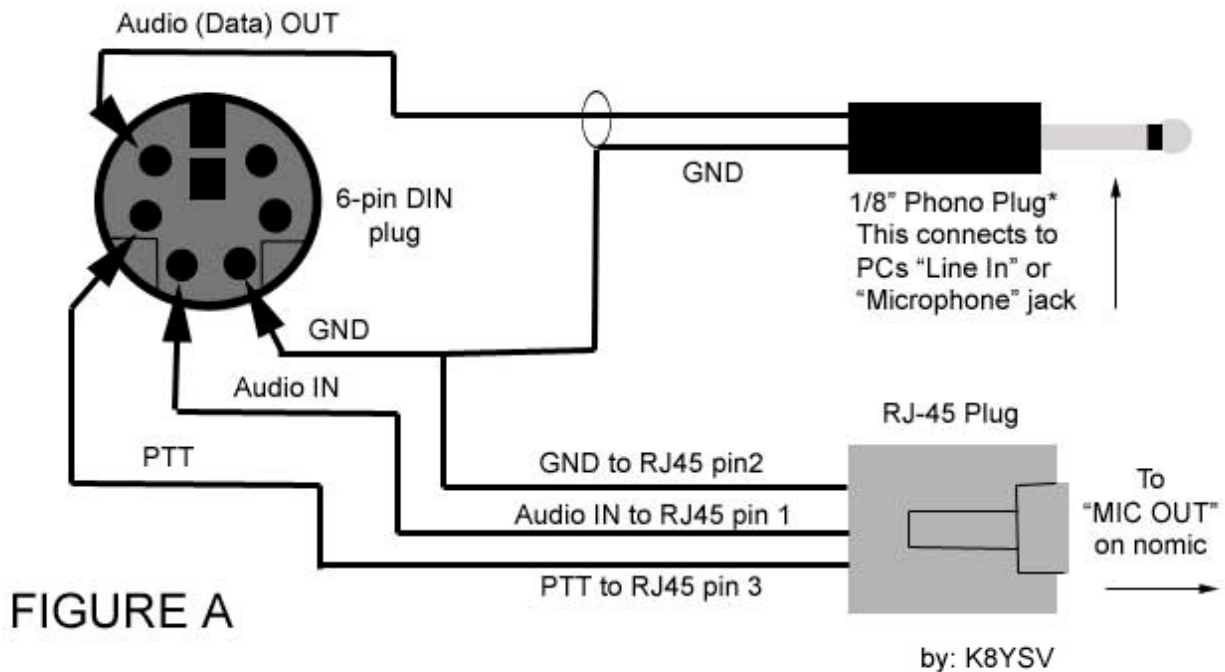 Audio (Data) OUT
6-pin DIN
plug
GND
1/8" Phono Plug*
This connects to
PCs “Line In” or
“Microphone” jack
GND
Audio IN
PTT
RJ-45 Plug
GND to RJ45 pin2
Audio IN to RJ45 pin 1
PTT to RJ45 pin 3
To
“MIC OUT”
on nomic
FIGURE A
by: K8YSV